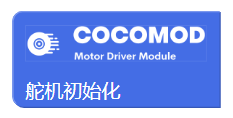 COCOMOD
Motor Driver Module
舵机初始化